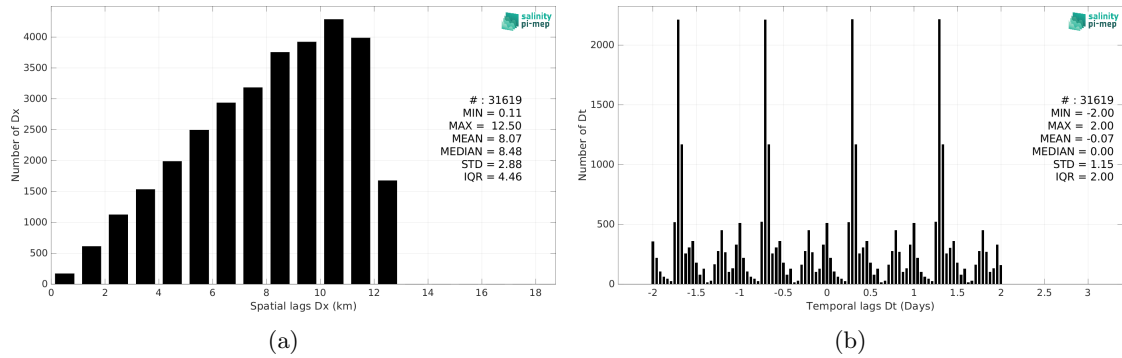 salinity
pi-mep
4000
3500
3000
2500
2000
1500
1000
500
0
Number of Dx
# : 31619
MIN = 0.11
MAX = 12.50
MEAN = 8.07
MEDIAN = 8.48
STD = 2.88
IQR = 4.46
0 2 4 6 8 10 12 14 16 18
Spatial lags Dx (km)
(a)
salinity
pi-mep
2000
1500
1000
500
0
Number of Dt
# : 31619
MIN = -2.00
MAX = 2.00
MEAN = -0.07
MEDIAN = 0.00
STD = 1.15
IQR = 2.00
-2 -1.5 -1 -0.5 0 0.5 1 1.5 2 2.5 3
Temporal lags Dt (Days)
(b)